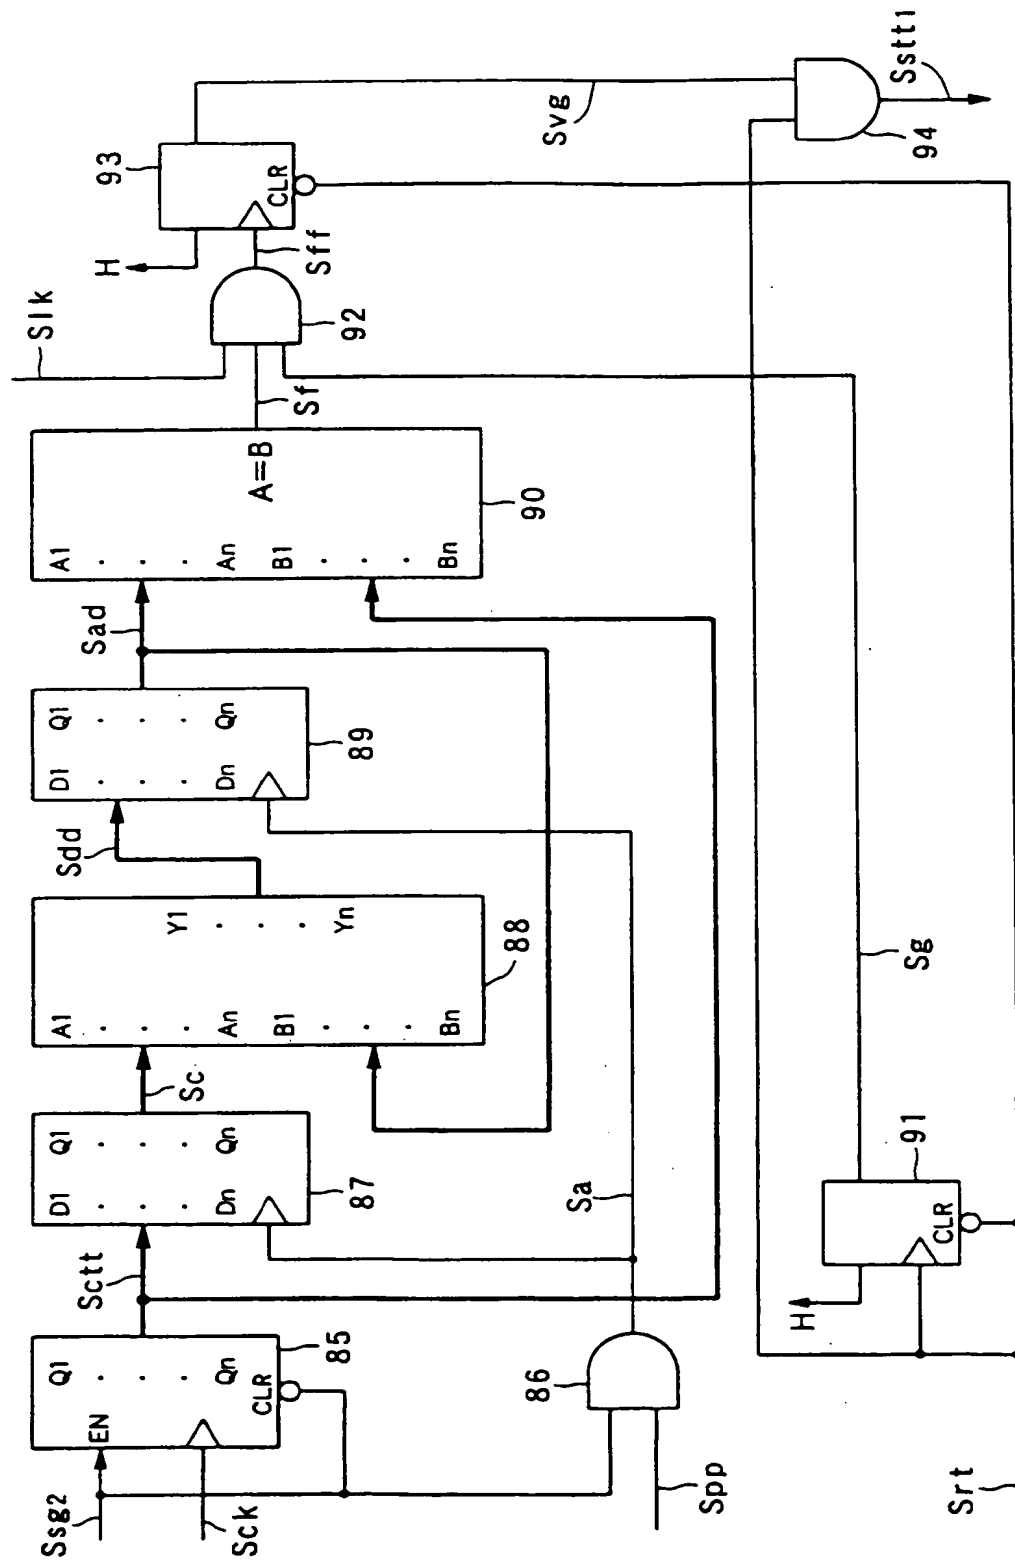 Ssg2
Sck
EN
Q1
Qn
CLR
85
Sctt
D1
Dn
Q1
Qn
87
Sc
A1
An
B1
Bn
Y1
Yn
88
Sdd
D1
Dn
Q1
Qn
89
Sad
A1
An
B1
Bn
A=B
90
Sf
Slk
92
Sff
H
93
CLR
Svg
94
Sstt1
Spp
86
Sa
H
CLR
91
Sg
Srt